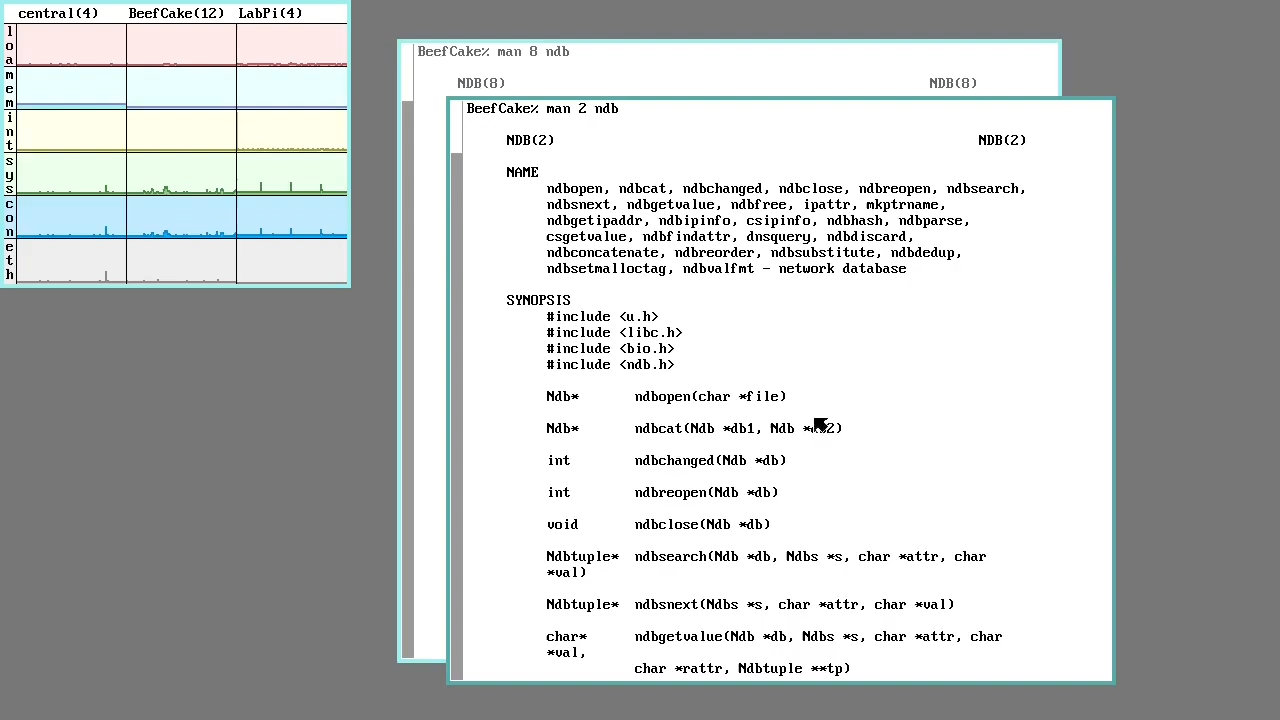 central(4) BeefCake(12) LabPi(4)
loa
mem
int
sys
con
eth
BeefCake% man 8 ndb
NDB(8) NDB(8)
BeefCake% man 2 ndb
NDB(2) NDB(2)
NAME
ndbopen, ndbcat, ndbchanged, ndbclose, ndbreopen, ndbsearch,
ndbsnext, ndbgetvalue, ndbfree, ipattr, mkptrname,
ndbgetipaddr, ndbipinfo, csipinfo, ndbhash, ndbparse,
csgetvalue, ndbfindattr, dnsquery, ndbdiscard,
ndbconcatenate, ndbreorder, ndbsubstitute, ndbdedup,
ndbsetmalloctag, ndbvalfmt - network database
SYNOPSIS
#include <u.h>
#include <libc.h>
#include <bio.h>
#include <ndb.h>
Ndb* ndbopen(char *file)
Ndb* ndbcat(Ndb *db1, Ndb
int ndbchanged(Ndb *db)
int ndbreopen(Ndb *db)
void ndbclose(Ndb *db)
Ndbtuple* ndbsearch(Ndb *db, Ndbs *s, char *attr, char
*val)
Ndbtuple* ndbsnext(Ndbs *s, char *attr, char *val)
char* ndbgetvalue(Ndb *db, Ndbs *s, char *attr, char
*val,
char *rattr, Ndbtuple **tp)